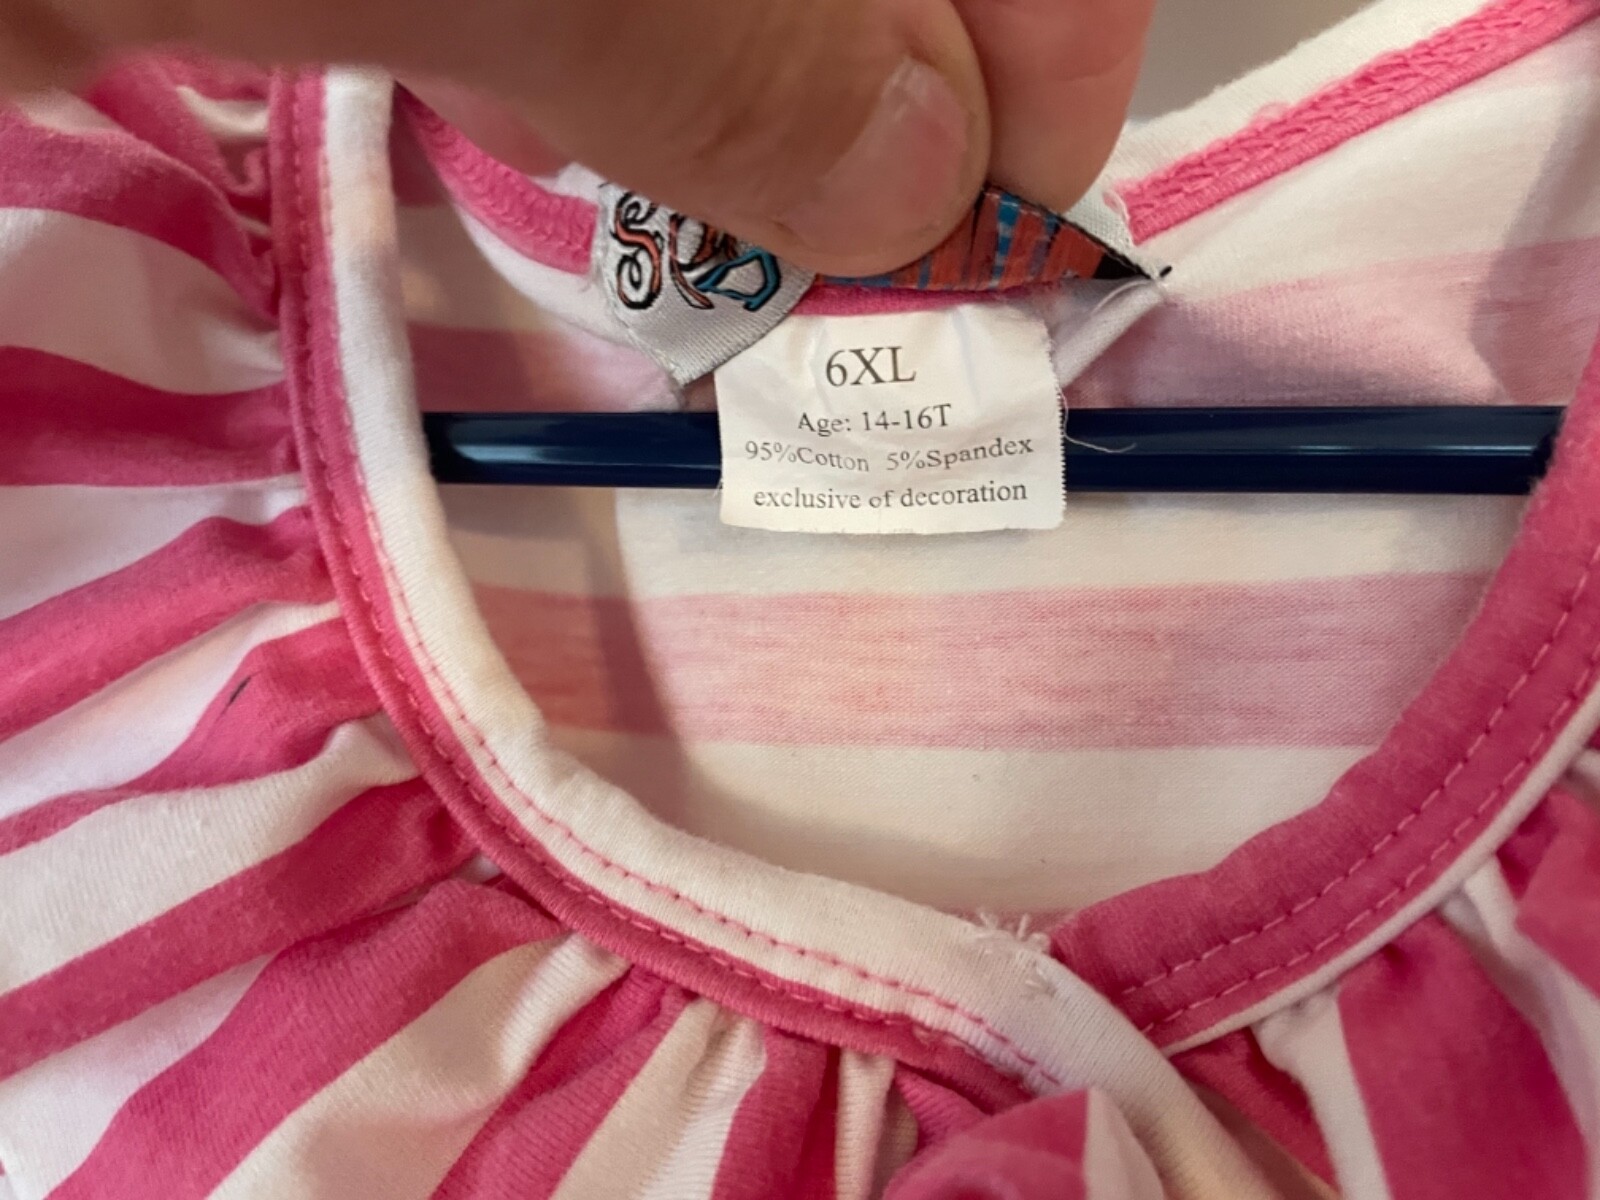 6XL
Age: 14-16T
95%Cotton 5%Spandex
exclusive of decoration